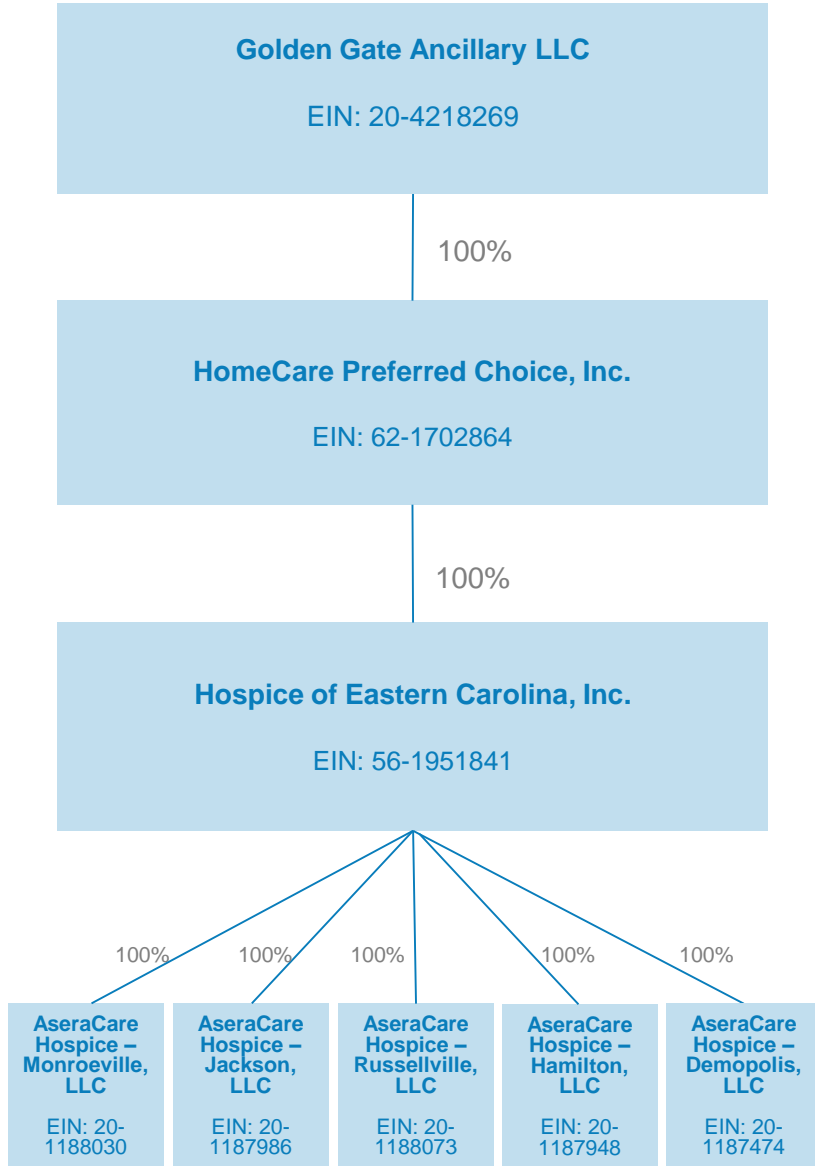 Golden Gate Ancillary LLC
EIN: 20-4218269
100%
HomeCare Preferred Choice, Inc.
EIN: 62-1702864
100%
Hospice of Eastern Carolina, Inc.
EIN: 56-1951841
100%
100%
100%
100%
100%
AseraCare
Hospice –
Monroeville,
LLC
EIN: 20-
1188030
AseraCare
Hospice –
Jackson,
LLC
EIN: 20-
1187986
AseraCare
Hospice –
Russellville,
LLC
EIN: 20-
1188073
AseraCare
Hospice –
Hamilton,
LLC
EIN: 20-
1187948
AseraCare
Hospice –
Demopolis,
LLC
EIN: 20-
1187474